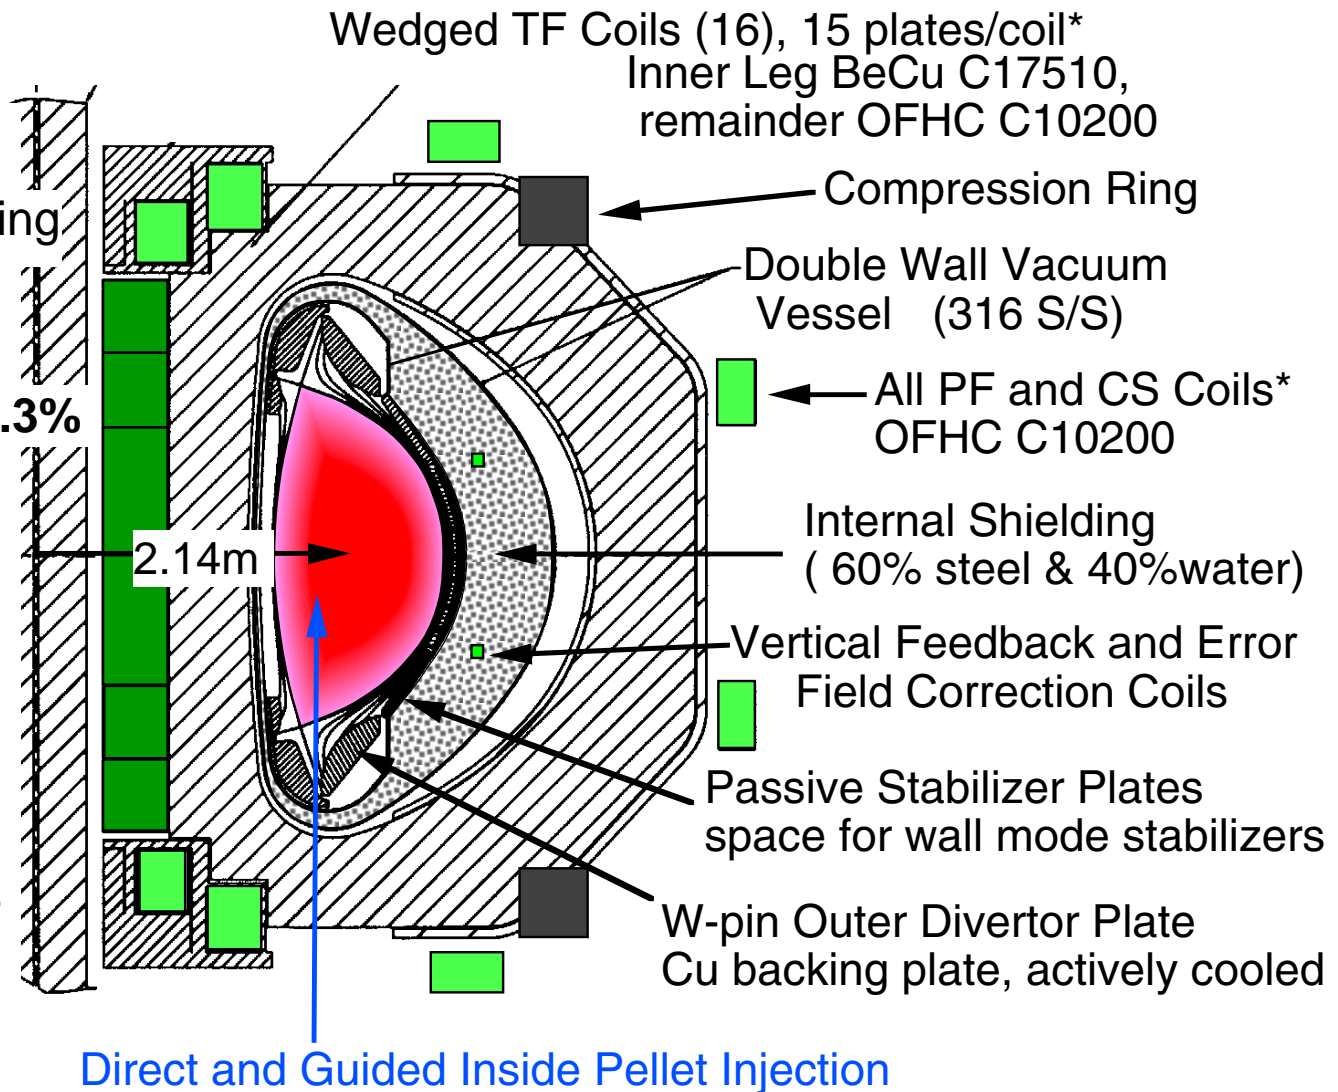 Wedged TF Coils (16), 15 plates/coil*
Inner Leg BeCu C17510,
remainder OFHC C10200
Compression Ring
ing
Double Wall Vacuum
Vessel (316 S/S)
All PF and CS Coils*
OFHC C10200
.3%
Internal Shielding
( 60% steel & 40%water)
2.14m
Vertical Feedback and Error
Field Correction Coils
Passive Stabilizer Plates
space for wall mode stabilizers
W-pin Outer Divertor Plate
Cu backing plate, actively cooled
Direct and Guided Inside Pellet Injection